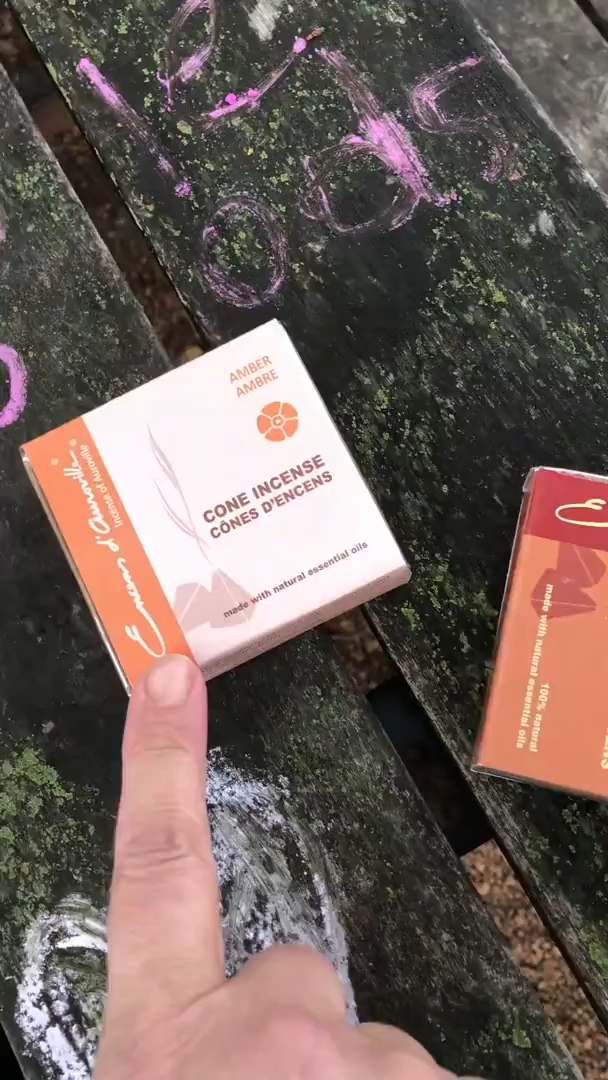 AMBER
AMBRE
CONE INCENSE
CÔNES D'ENCENS
made with natural essential oils
Encens d'Auroville
Incense of Auroville
made with natural essential oils
100% natural